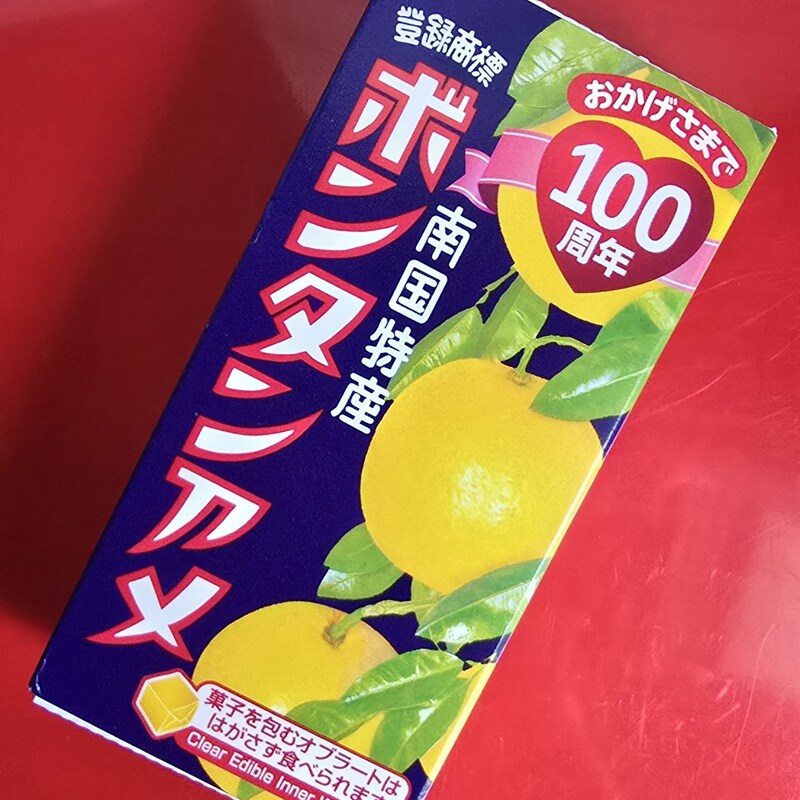 登録商標
ボンタンアメ
南国特産
おかげさまで
100
周年
菓子を包むオブラートは
はがさず食べられます
Clear Edible Inner